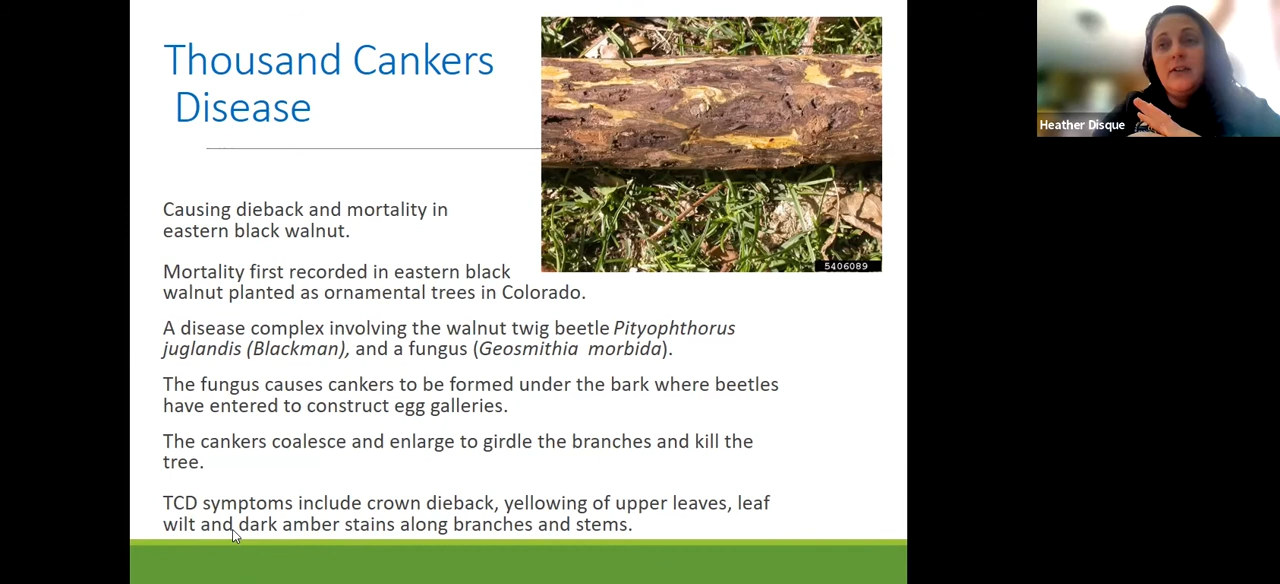 Thousand Cankers
Disease
Causing dieback and mortality in
eastern black walnut.
Mortality first recorded in eastern black
walnut planted as ornamental trees in Colorado.
A disease complex involving the walnut twig beetle Pityophthorus
juglandis (Blackman), and a fungus (Geosmithia morbida).
The fungus causes cankers to be formed under the bark where beetles
have entered to construct egg galleries.
The cankers coalesce and enlarge to girdle the branches and kill the
tree.
TCD symptoms include crown dieback, yellowing of upper leaves, leaf
wilt and dark amber stains along branches and stems.
5406089
Heather Disque